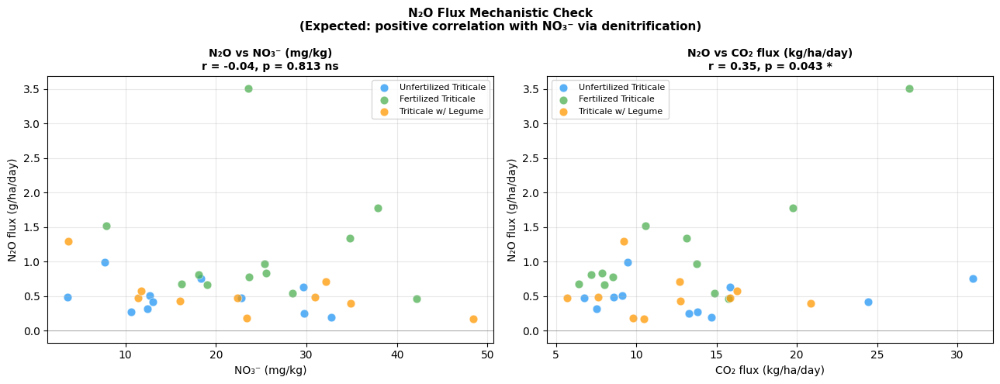 N₂O Flux Mechanistic Check
(Expected: positive correlation with NO₃⁻ via denitrification)
N₂O vs NO₃⁻ (mg/kg)
r = -0.04, p = 0.813 ns
Unfertilized Triticale
Fertilized Triticale
Triticale w/ Legume
N₂O flux (g/ha/day)
3.5
3.0
2.5
2.0
1.5
1.0
0.5
0.0
10
20
30
40
50
NO₃⁻ (mg/kg)
N₂O vs CO₂ flux (kg/ha/day)
r = 0.35, p = 0.043 *
Unfertilized Triticale
Fertilized Triticale
Triticale w/ Legume
N₂O flux (g/ha/day)
3.5
3.0
2.5
2.0
1.5
1.0
0.5
0.0
5
10
15
20
25
30
CO₂ flux (kg/ha/day)